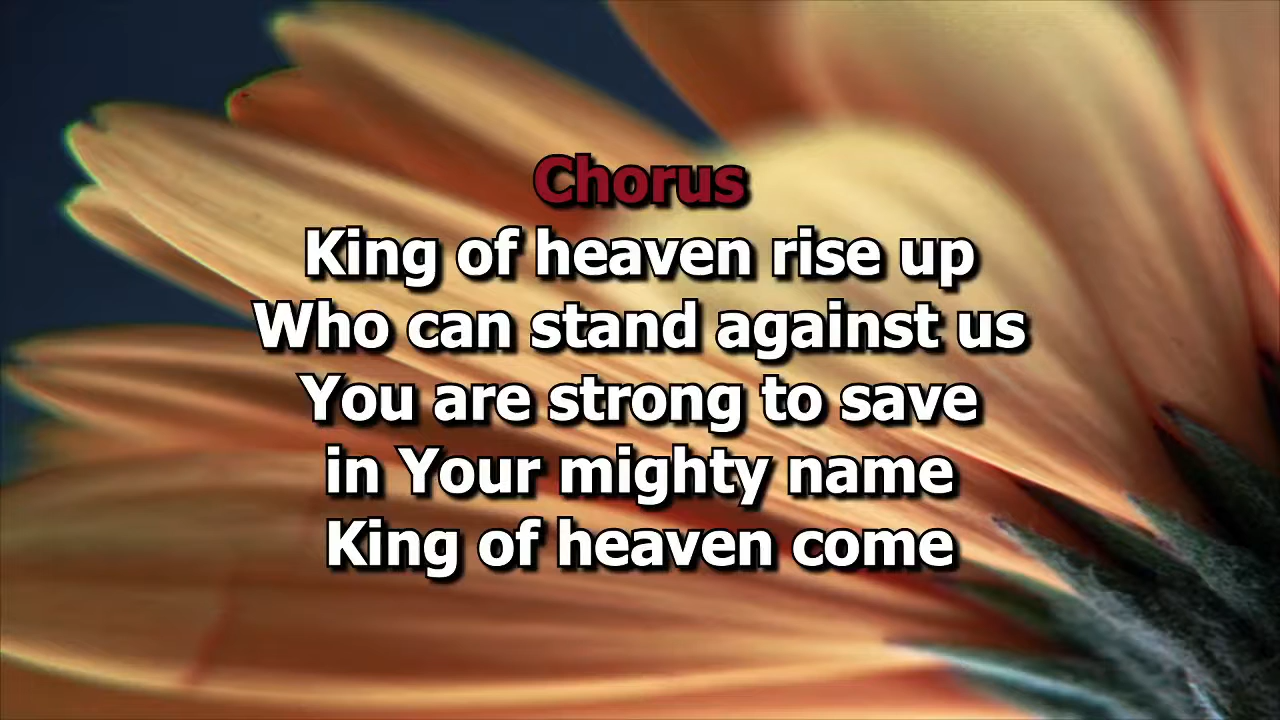 Chorus
King of heaven rise up
Who can stand against us
You are strong to save
in Your mighty name
King of heaven come